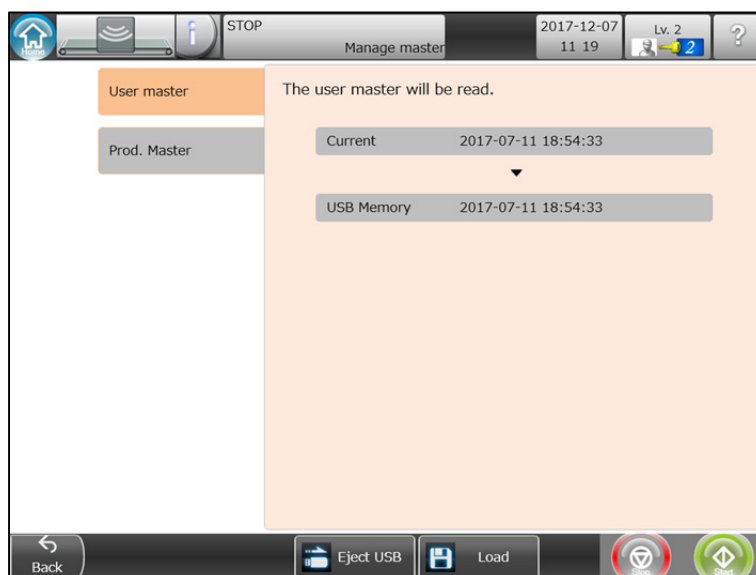 STOP
Manage master
2017-12-07
11 19
Lv. 2
2
?
Home
i
User master
Prod. Master
The user master will be read.
Current 2017-07-11 18:54:33
USB Memory 2017-07-11 18:54:33
Back
Eject USB
Load
Stop
Start